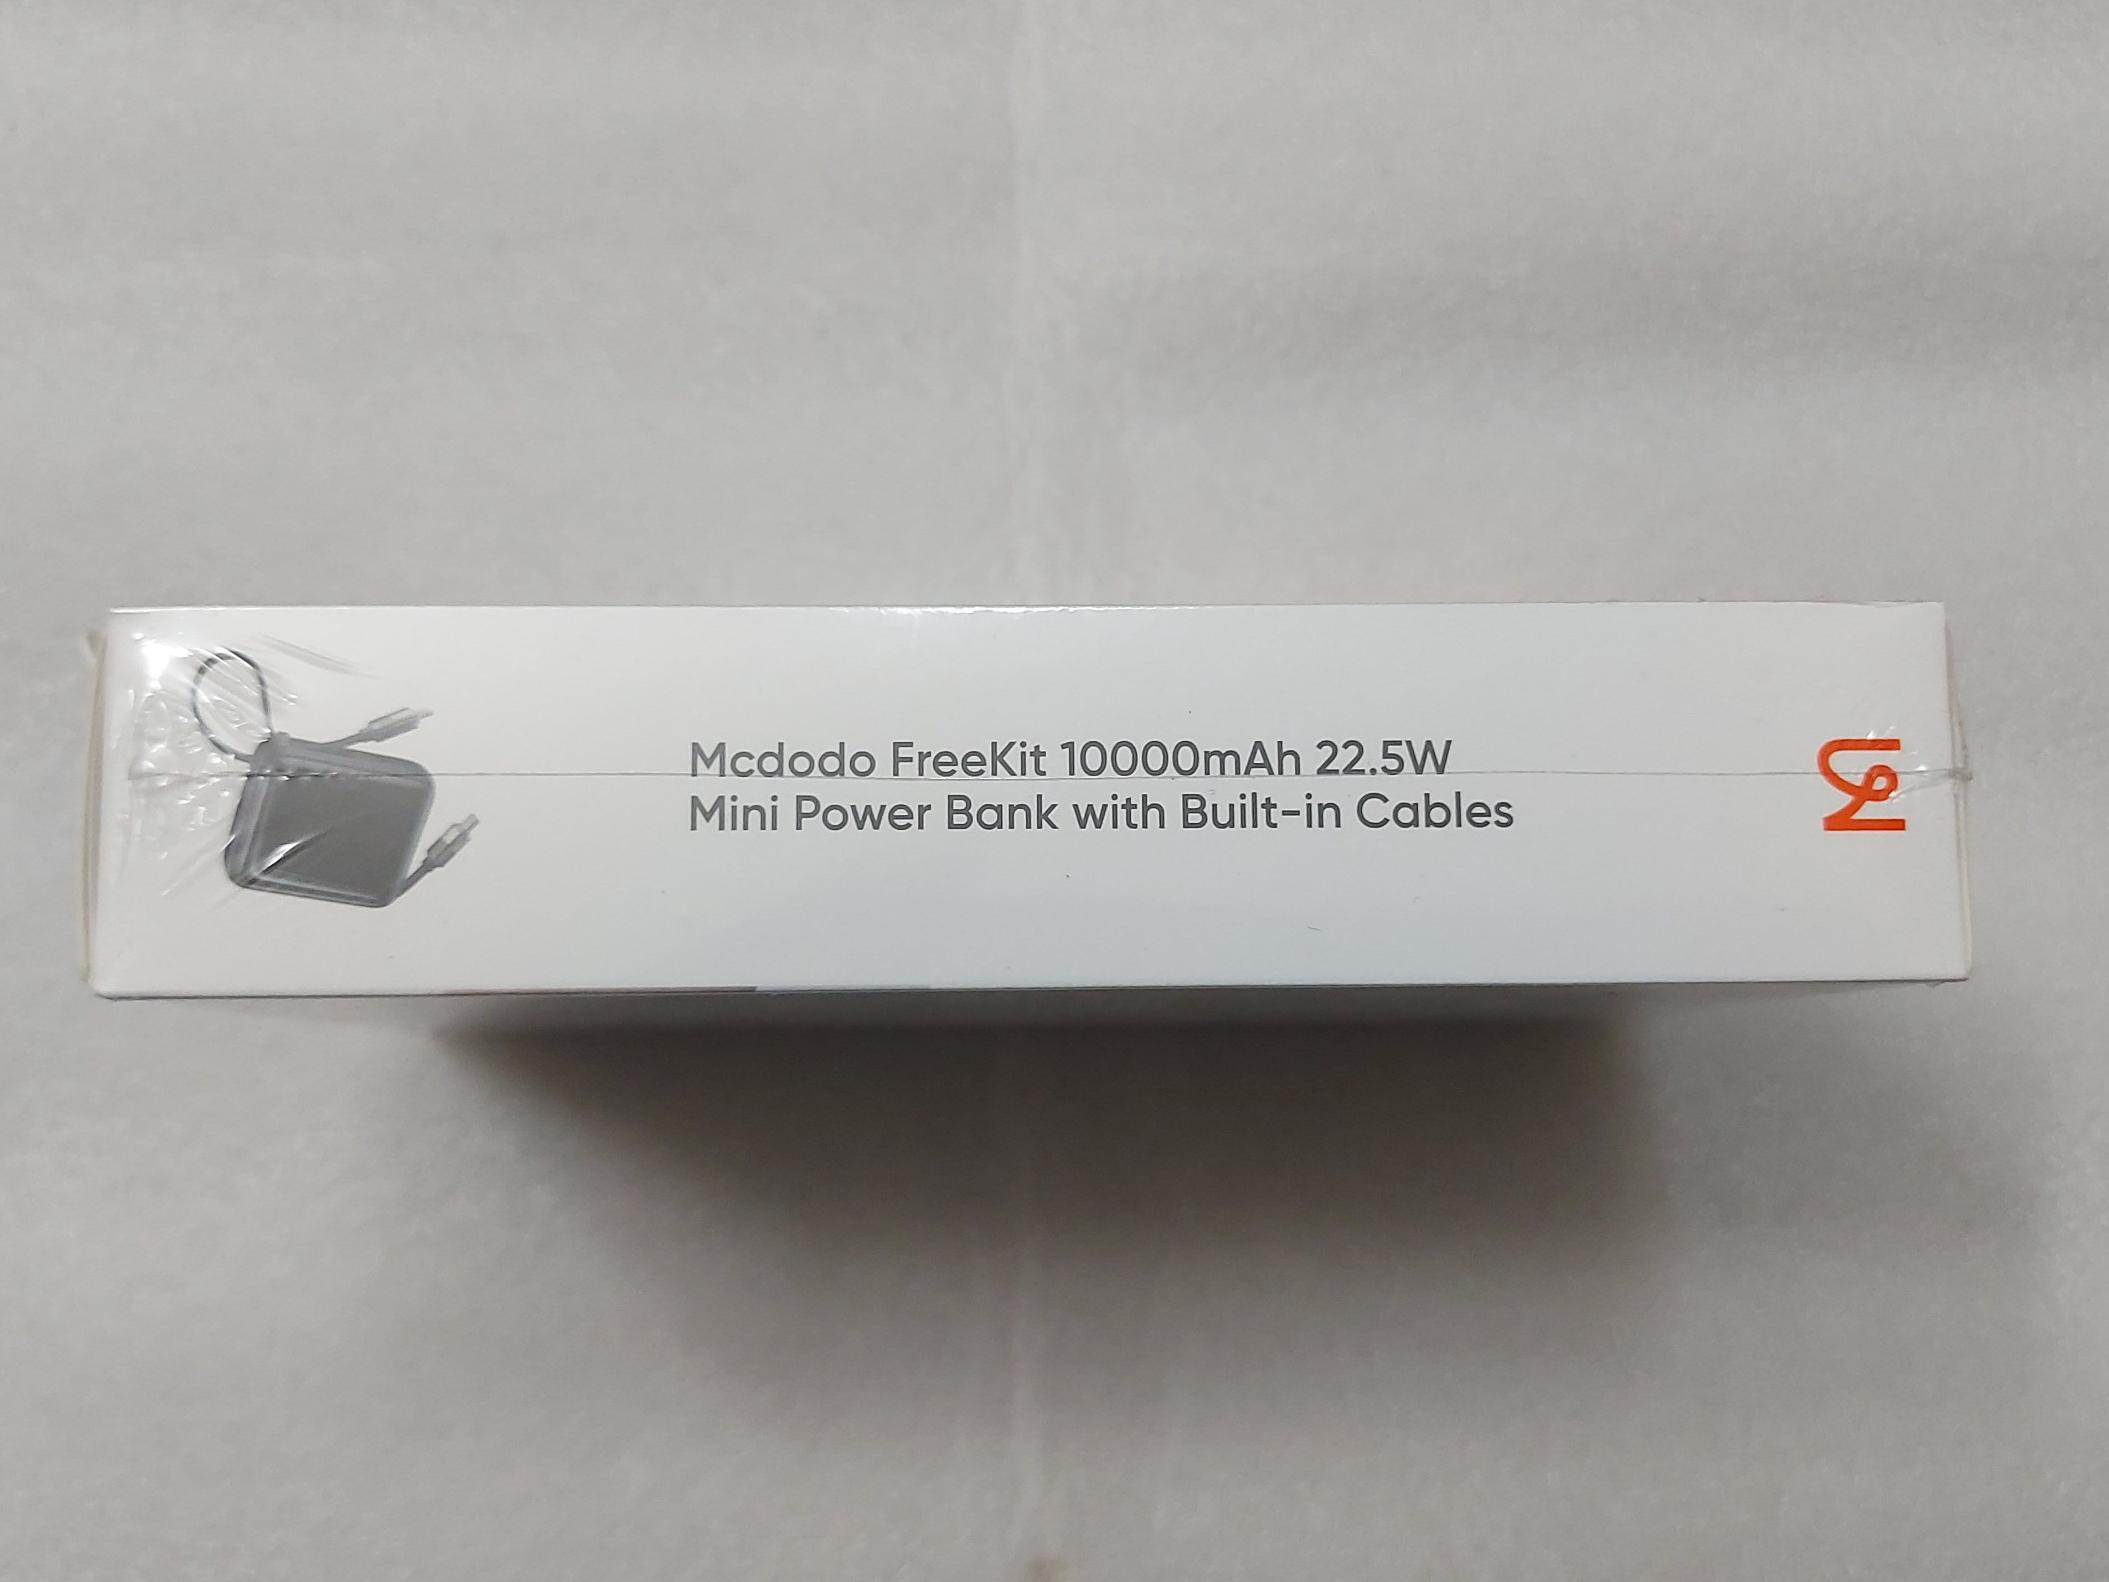 Mcdodo FreeKit 10000mAh 22.5W
Mini Power Bank with Built-in Cables